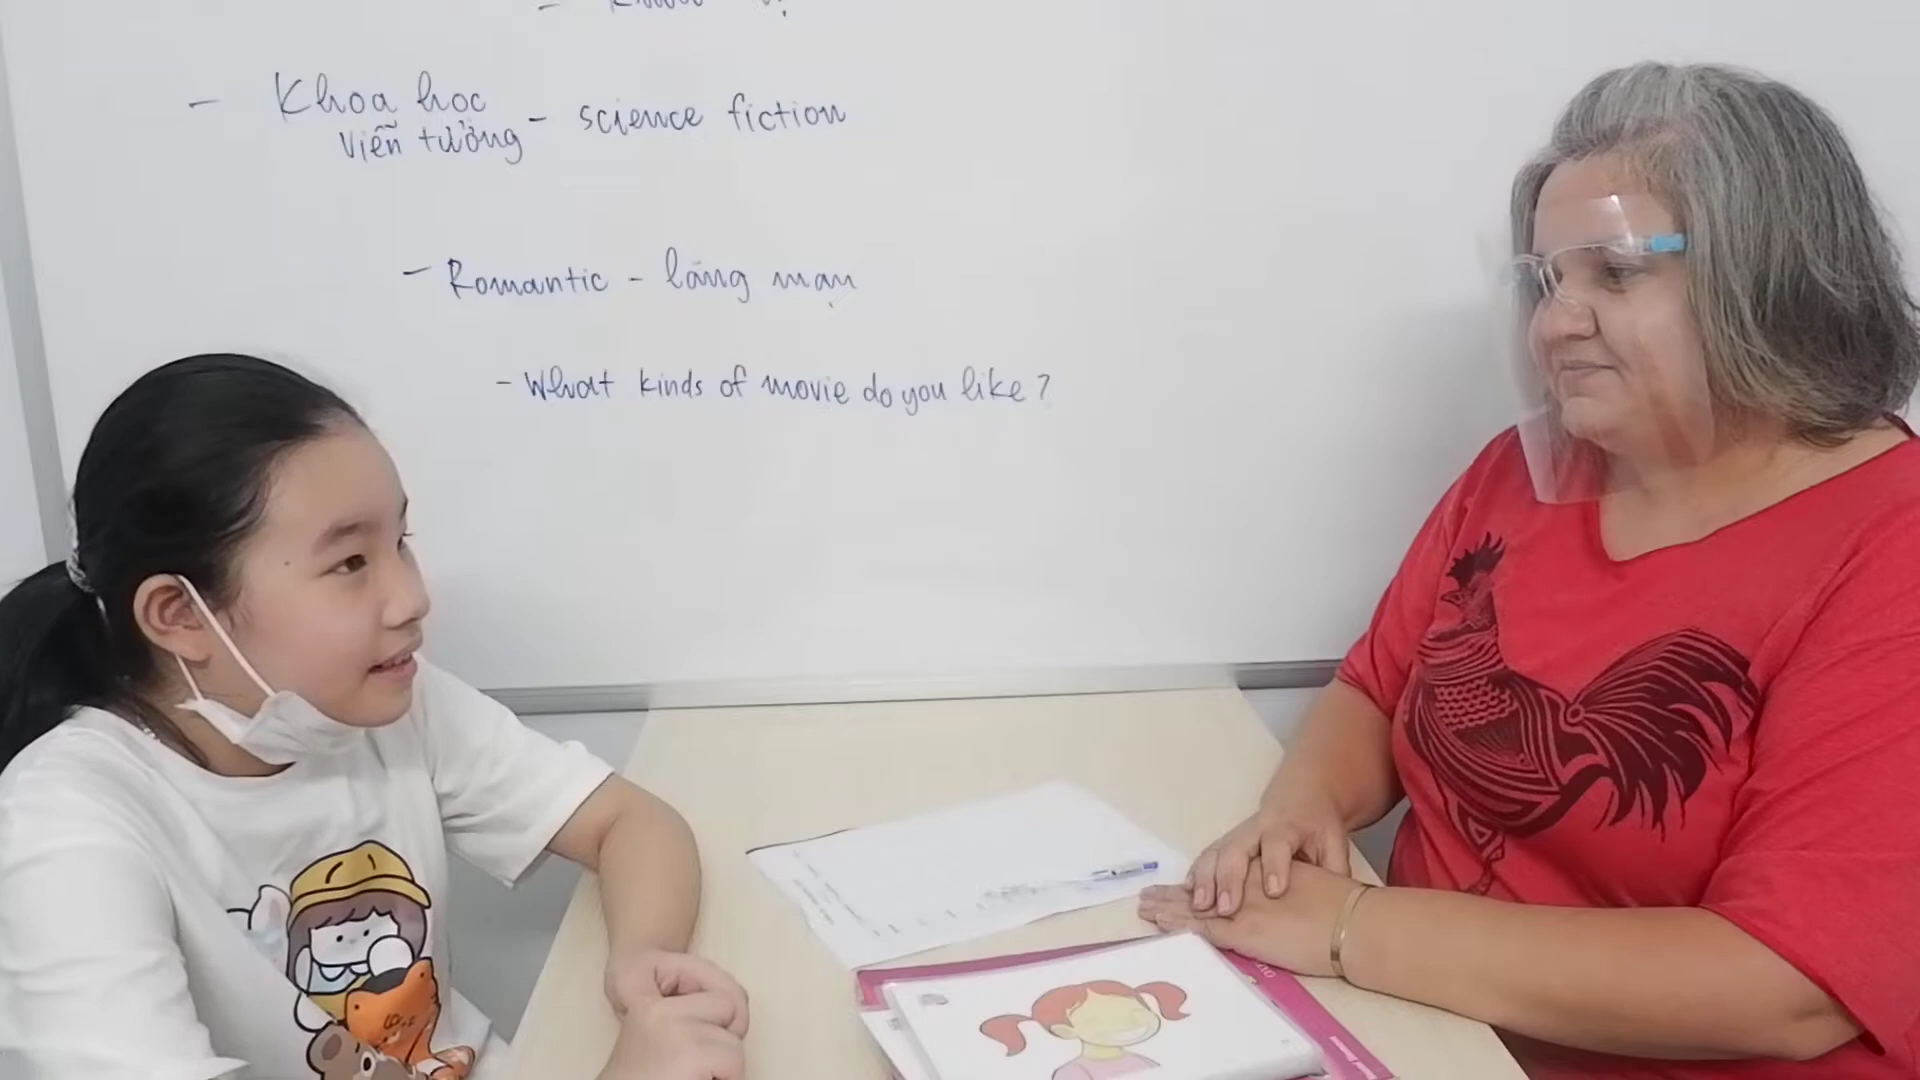 - Khoa học - science fiction
viễn tưởng
- Romantic - lãng mạn
- What kinds of movie do you like?